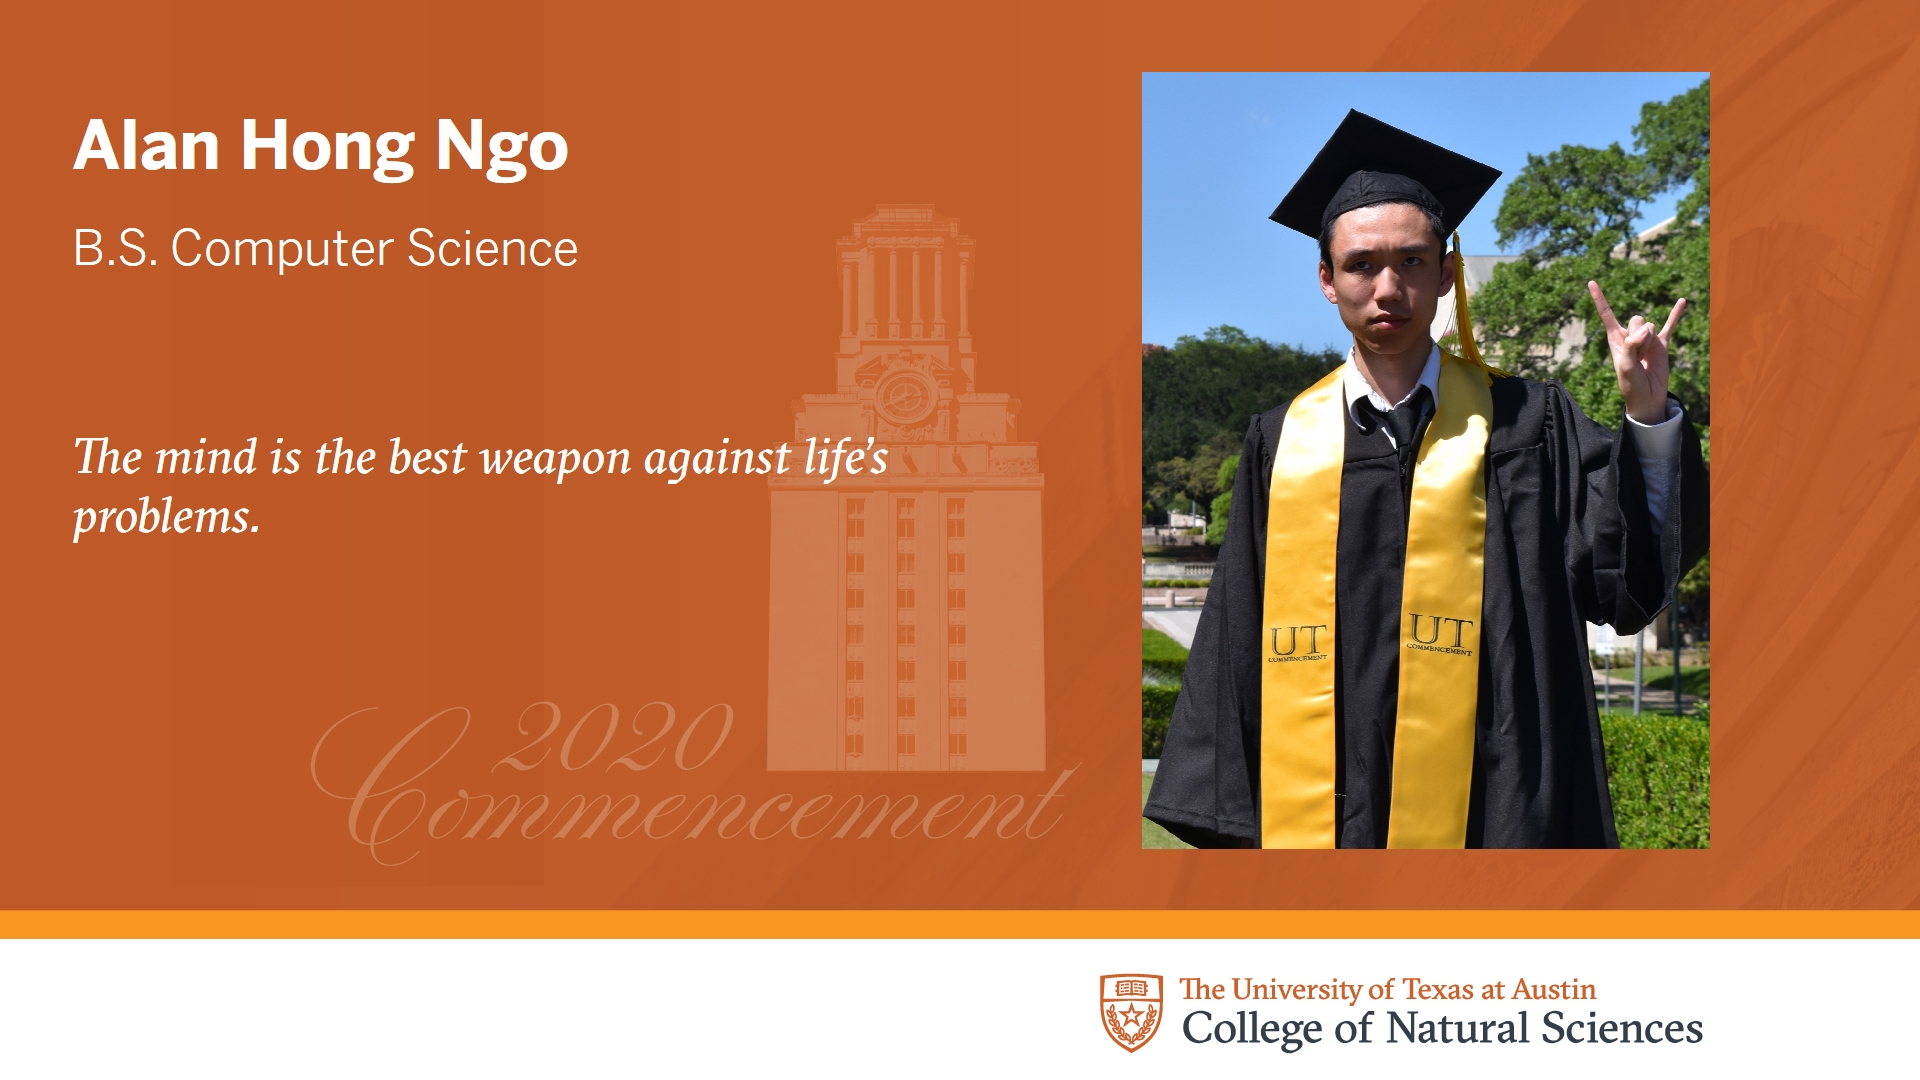 Alan Hong Ngo
B.S. Computer Science
The mind is the best weapon against life's
problems.
2020
Commencement
UT
COMMENCEMENT
UT
COMMENCEMENT
The University of Texas at Austin
College of Natural Sciences